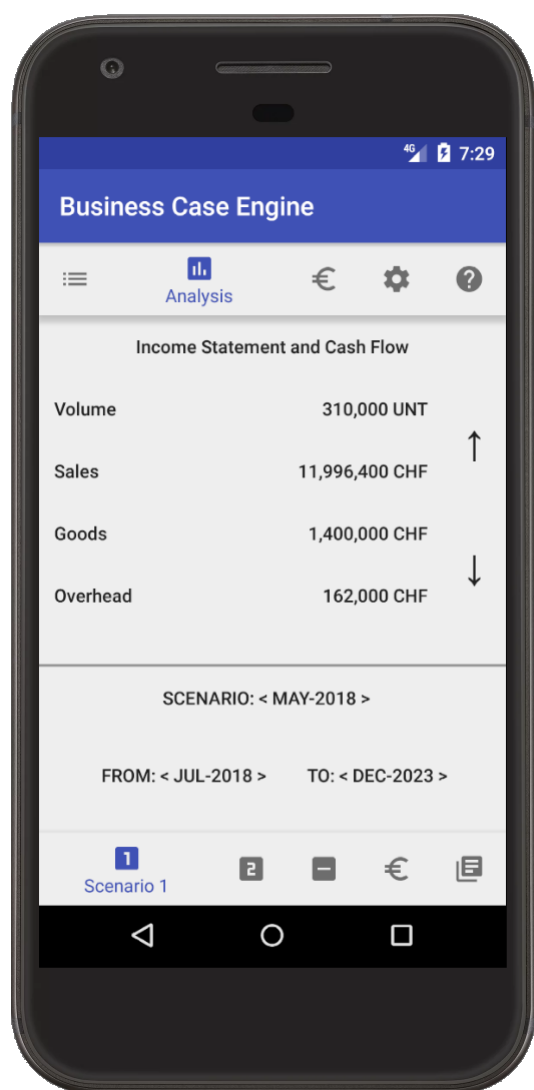 4G 7:29
Business Case Engine
Analysis €
Income Statement and Cash Flow
Volume 310,000 UNT
↑
Sales 11,996,400 CHF
Goods 1,400,000 CHF
↓
Overhead 162,000 CHF
SCENARIO: < MAY-2018 >
FROM: < JUL-2018 > TO: < DEC-2023 >
1 2 €
Scenario 1